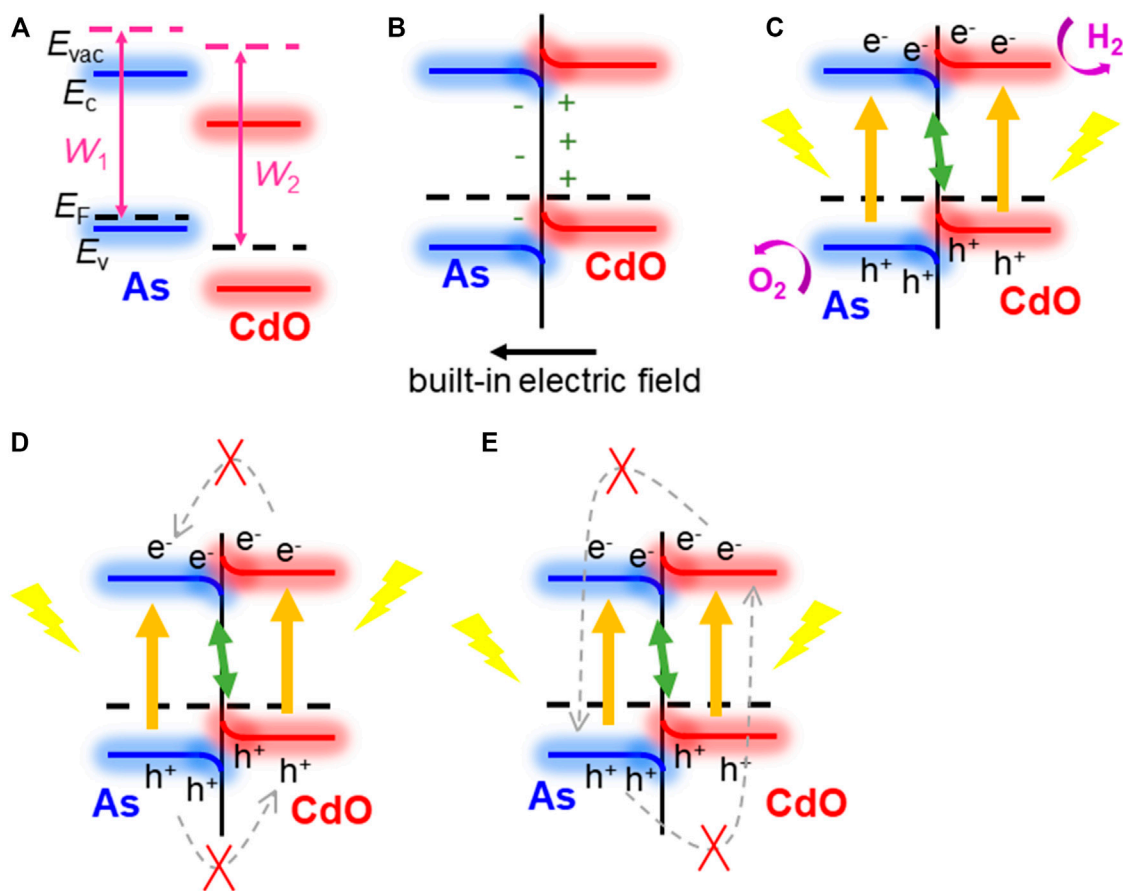 A
E_vac
E_c
W_1
W_2
E_F
E_v
As
CdO
B
-
+
-
+
+
-
As
CdO
built-in electric field
C
e⁻
e⁻
e⁻
e⁻
H₂
O₂
h⁺
h⁺
h⁺
h⁺
As
CdO
D
e⁻
e⁻
e⁻
e⁻
h⁺
h⁺
h⁺
h⁺
As
CdO
E
e⁻
e⁻
e⁻
e⁻
h⁺
h⁺
h⁺
h⁺
As
CdO